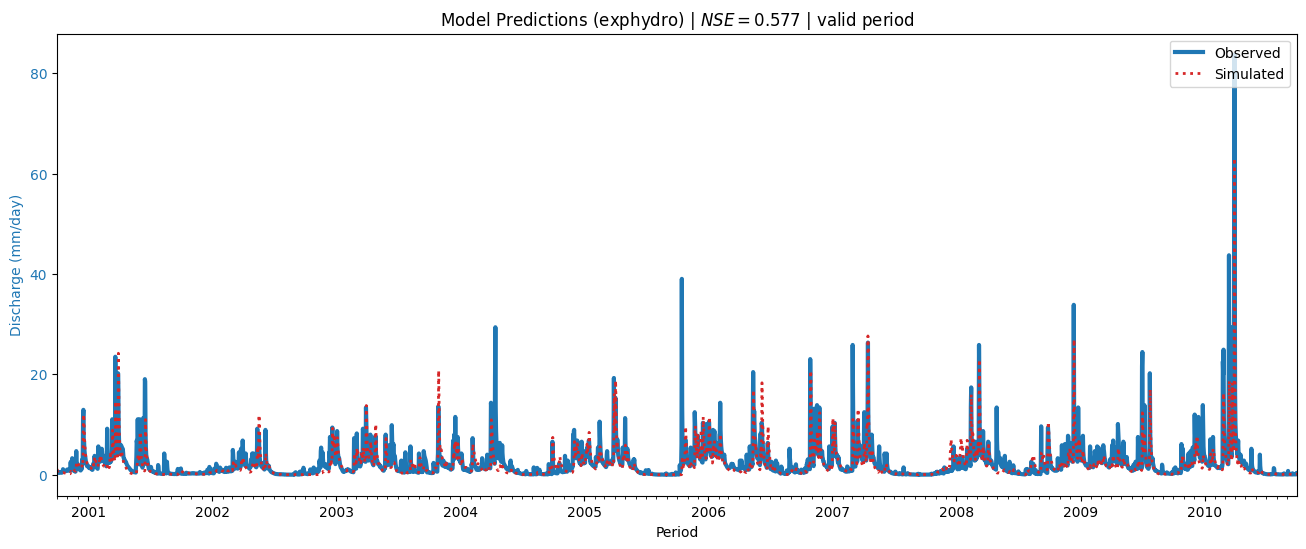 Model Predictions (exphydro) | NSE = 0.577 | valid period
Observed
Simulated
Discharge (mm/day)
80
60
40
20
0
2001 2002 2003 2004 2005 2006 2007 2008 2009 2010
Period